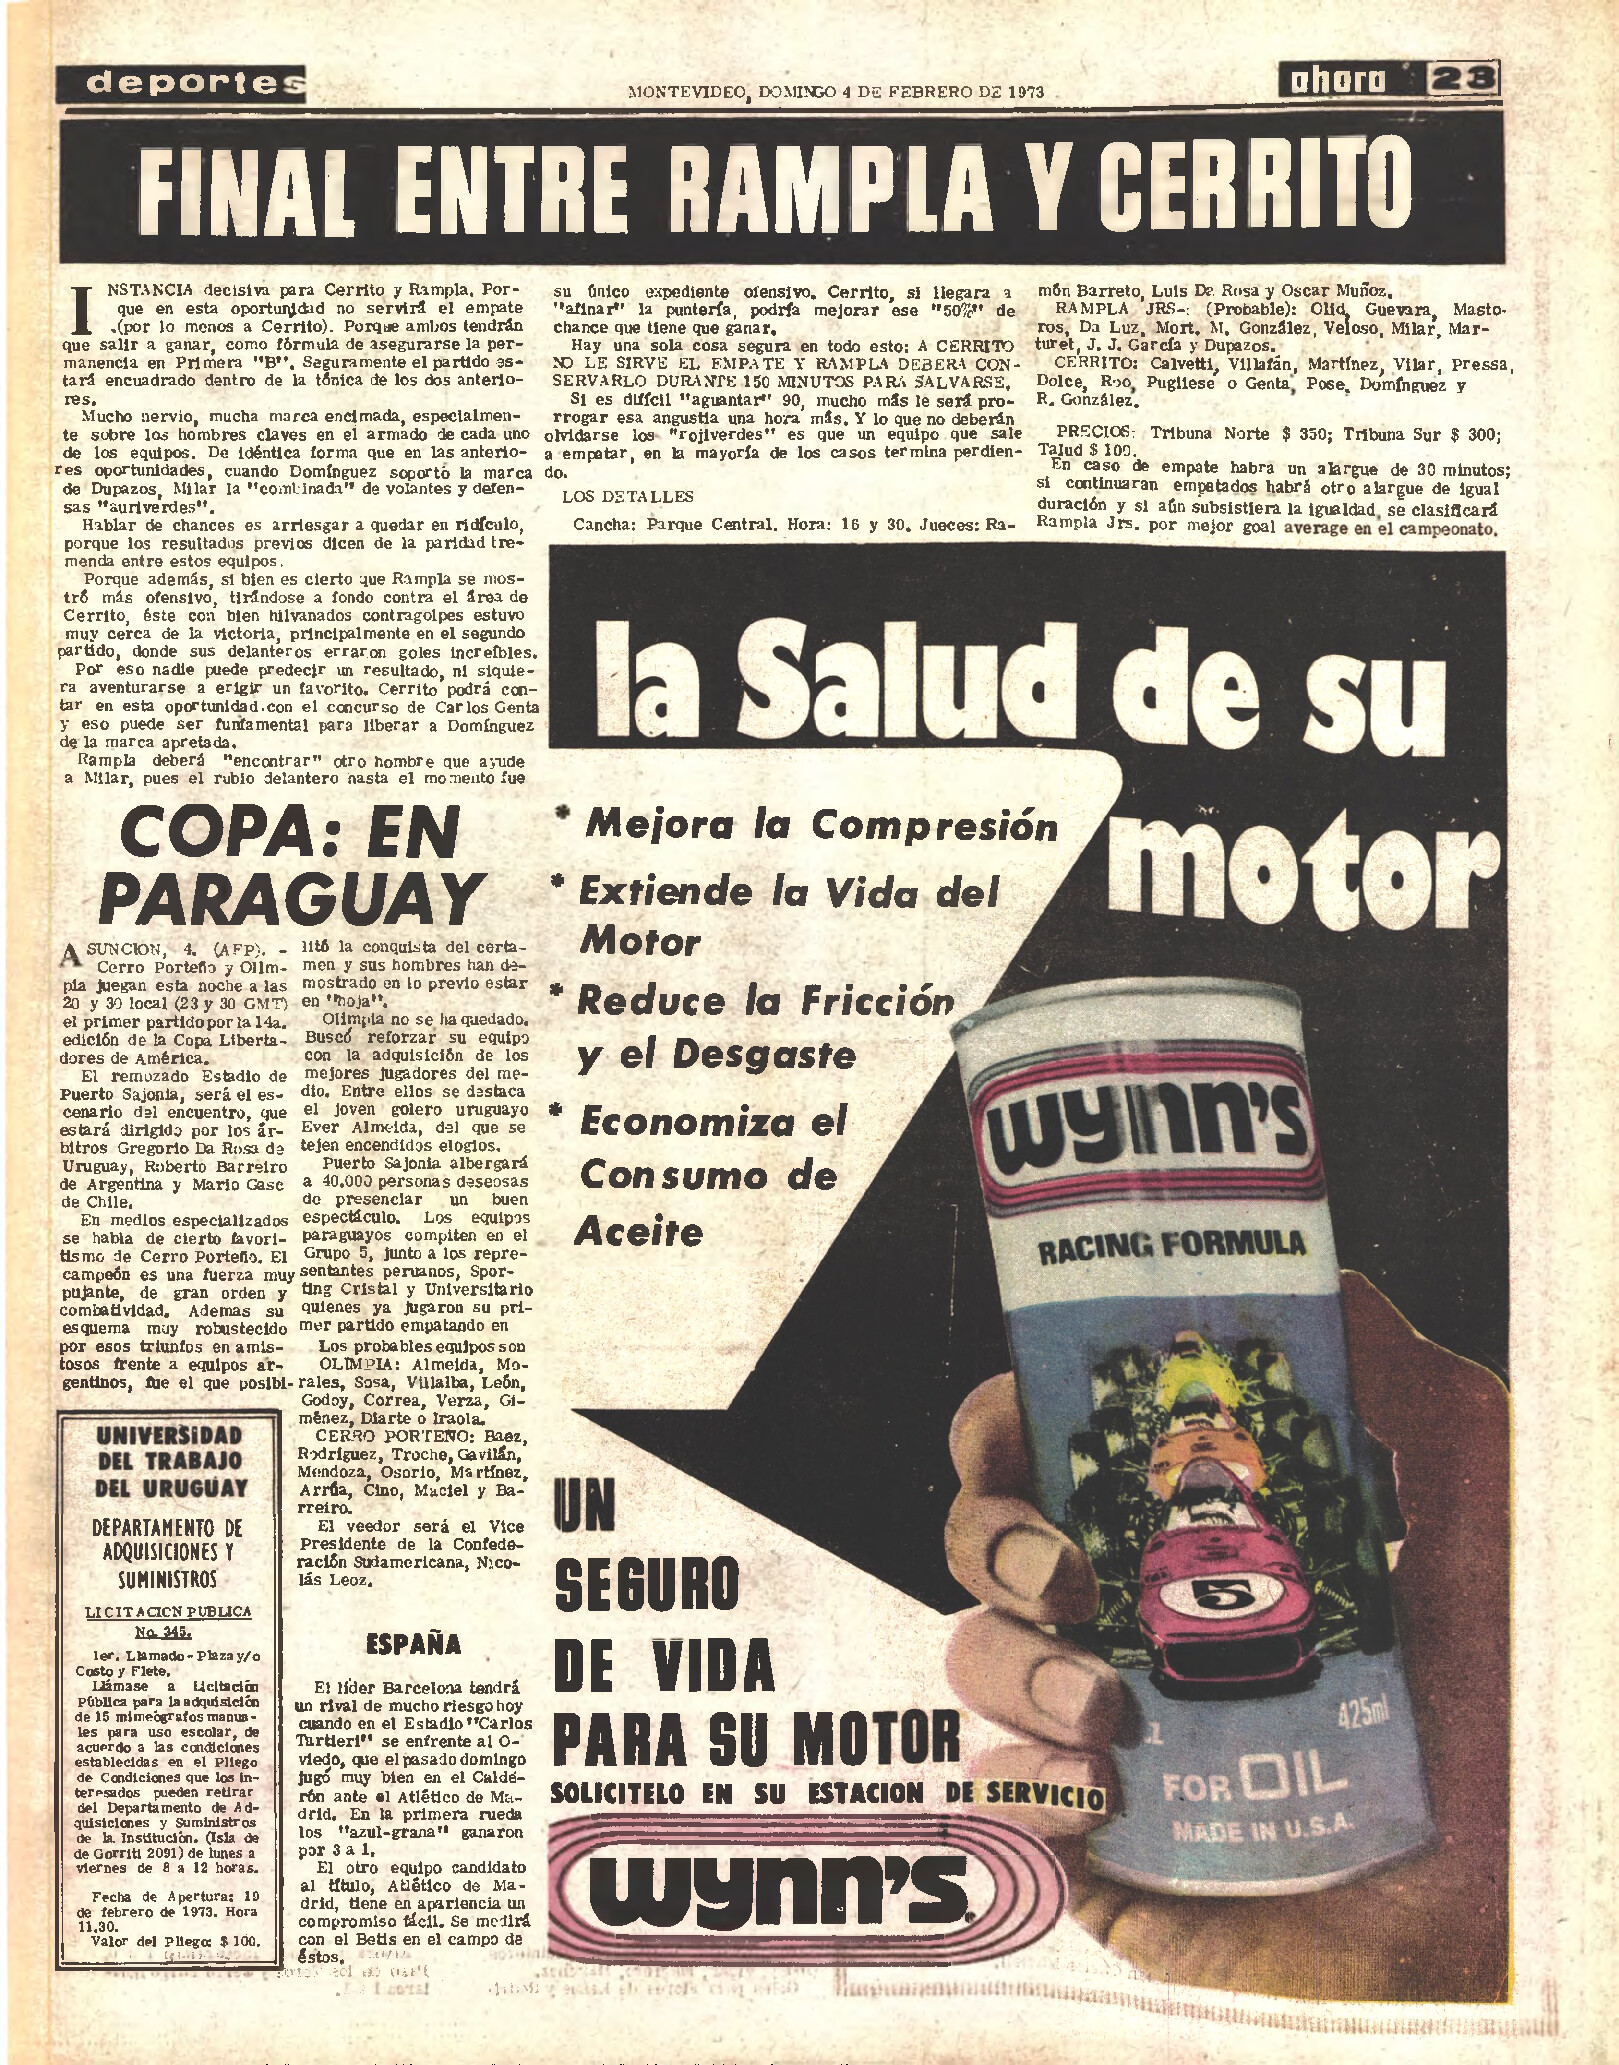 deportes
MONTEVIDEO, DOMINGO 4 DE FEBRERO DE 1973
ahora 23
FINAL ENTRE RAMPLA Y CERRITO
INSTANCIA decisiva para Cerrito y Rampla. Por-
que en esta oportunidad no servirá el empate
(por lo menos a Cerrito). Porque ambos tendrán
que salir a ganar, como fórmula de asegurarse la per-
manencia en Primera "B". Seguramente el partido es-
tará encuadrado dentro de la tónica de los dos anterio-
res.
Mucho nervio, mucha marca encimada, especialmen-
te sobre los hombres claves en el armado de cada uno
de los equipos. De idéntica forma que en las anterio-
res oportunidades, cuando Domínguez soportó la marca
de Dupazos, Milar la "combinada" de volantes y defen-
sas "auriverdes".
Hablar de chances es arriesgar a quedar en ridículo,
porque los resultados previos dicen de la paridad tre-
menda entre estos equipos.
Porque además, si bien es cierto que Rampla se mos-
tró más ofensivo, tirándose a fondo contra el área de
Cerrito, éste con bien hilvanados contragolpes estuvo
muy cerca de la victoria, principalmente en el segundo
partido, donde sus delanteros erraron goles increíbles.
Por eso nadie puede predecir un resultado, ni siquie-
ra aventurarse a erigir un favorito. Cerrito podrá con-
tar en esta oportunidad con el concurso de Carlos Genta
y eso puede ser funfamental para liberar a Domínguez
de la marca apretada.
Rampla deberá "encontrar" otro hombre que ayude
a Milar, pues el rubio delantero hasta el momento fue
su único expediente ofensivo. Cerrito, si llegara a
"afinar" la puntería, podría mejorar ese "50%" de
chance que tiene que ganar.
Hay una sola cosa segura en todo esto: A CERRITO
NO LE SIRVE EL EMPATE Y RAMPLA DEBERA CON-
SERVARLO DURANTE 150 MINUTOS PARA SALVARSE.
Si es difícil "aguantar" 90, mucho más le será pro-
rrogar esa angustia una hora más. Y lo que no deberán
olvidarse los "rojiverdes" es que un equipo que sale
a empatar, en la mayoría de los casos termina perdien-
do.
LOS DETALLES
Cancha: Parque Central. Hora: 16 y 30. Jueces: Ra-
món Barreto, Luis Da Rosa y Oscar Muñoz.
RAMPLA JRS-: (Probable): Olid, Guevara, Masto-
ros, Da Luz, Mort. M. González, Veloso, Milar, Mar-
turet, J. J. García y Dupazos.
CERRITO: Calvetti, Villafán, Martínez, Vilar, Pressa,
Dolce, Roo, Pugliese o Genta, Pose, Domínguez y
R. González.
PRECIOS: Tribuna Norte $ 350; Tribuna Sur $ 300;
Talud $ 100.
En caso de empate habrá un alargue de 30 minutos;
si continuaran empatados habrá otro alargue de igual
duración y si aún subsistiera la igualdad, se clasificará
Rampla Jrs. por mejor goal average en el campeonato.
COPA: EN
PARAGUAY
ASUNCION, 4. (AFP). -
Cerro Porteño y Olim-
pia juegan esta noche a las
20 y 30 local (23 y 30 GMT)
el primer partido por la 14a.
edición de la Copa Liberta-
dores de América.
El remozado Estadio de
Puerto Sajonia, será el es-
cenario del encuentro, que
estará dirigido por los ár-
bitros Gregorio Da Rosa de
Uruguay, Roberto Barreiro
de Argentina y Mario Gasc
de Chile.
En medios especializados
se habla de cierto favori-
tismo de Cerro Porteño. El
campeón es una fuerza muy
pujante, de gran orden y
combatividad. Ademas su
esquema muy robustecido
por esos triunfos en amis-
tosos frente a equipos ar-
gentinos, fue el que posibi-
litó la conquista del certa-
men y sus hombres han de-
mostrado en lo previo estar
en "hoja".
Olimpia no se ha quedado.
Buscó reforzar su equipo
con la adquisición de los
mejores jugadores del me-
dio. Entre ellos se destaca
el joven golero uruguayo
Ever Almeida, del que se
tejen encendidos elogios.
Puerto Sajonia albergará
a 40.000 personas deseosas
de presenciar un buen
espectáculo. Los equipos
paraguayos compiten en el
Grupo 5, junto a los repre-
sentantes peruanos, Spor-
ting Cristal y Universitario
quienes ya jugaron su pri-
mer partido empatando en
Los probables equipos son
OLIMPIA: Almeida, Mo-
rales, Sosa, Villalba, León,
Godoy, Correa, Verza, Gi-
ménez, Diarte o Iraola.
CERRO PORTEÑO: Baez,
Rodríguez, Troche, Gavilán,
Mendoza, Osorio, Martínez,
Arrúa, Cino, Maciel y Ba-
rreiro.
El veedor será el Vice
Presidente de la Confede-
ración Sudamericana, Nico-
lás Leoz.
UNIVERSIDAD
DEL TRABAJO
DEL URUGUAY
DEPARTAMENTO DE
ADQUISICIONES Y
SUMINISTROS
LICITACION PUBLICA
No. 345.
1er. Llamado - Plaza y/o
Costo y Flete.
Llámase a Licitación
Pública para la adquisición
de 15 mimeógrafos manua-
les para uso escolar, de
acuerdo a las condiciones
establecidas en el Pliego
de Condiciones que los in-
teresados pueden retirar
del Departamento de Ad-
quisiciones y Suministros
de la Institución. (Isla de
Gorriti 2091) de lunes a
viernes de 8 a 12 horas.
Fecha de Apertura: 19
de febrero de 1973. Hora
11,30.
Valor del Pliego: $ 100.
ESPAÑA
El líder Barcelona tendrá
un rival de mucho riesgo hoy
cuando en el Estadio "Carlos
Tartieri" se enfrente al O-
viedo, que el pasado domingo
jugó muy bien en el Calde-
rón ante el Atlético de Ma-
drid. En la primera rueda
los "azul-grana" ganaron
por 3 a 1.
El otro equipo candidato
al título, Atlético de Ma-
drid, tiene en apariencia un
compromiso fácil. Se medirá
con el Betis en el campo de
éstos.
la Salud de su
motor
* Mejora la Compresión
* Extiende la Vida del
Motor
* Reduce la Fricción
y el Desgaste
* Economiza el
Consumo de
Aceite
wynn's
RACING FORMULA
3
425ml
FOR OIL
MADE IN U.S.A.
UN
SEGURO
DE VIDA
PARA SU MOTOR
SOLICITELO EN SU ESTACION DE SERVICIO
wynn's